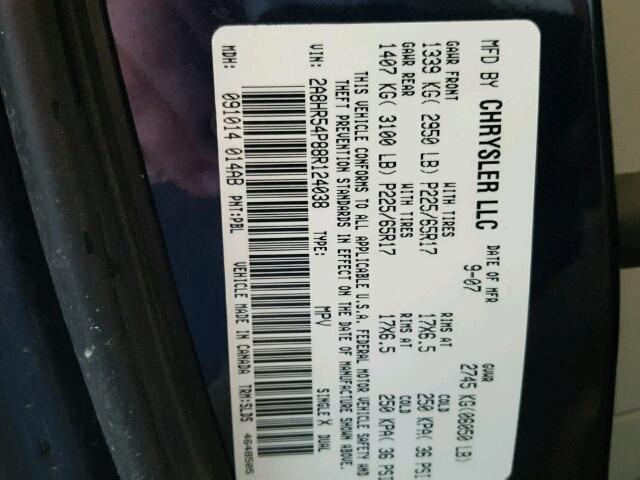 MFD BY CHRYSLER LLC DATE OF MFR GVWR
9-07 2745 KG(06050 LB)
GAWR FRONT WITH TIRES RIMS AT COLD
1339 KG( 2950 LB) P225/65R17 17X6.5 250 KPA( 36 PSI
GAWR REAR WITH TIRES RIMS AT COLD
1407 KG( 3100 LB) P225/65R17 17X6.5 250 KPA( 36 PSI
THIS VEHICLE CONFORMS TO ALL APPLICABLE U.S.A. FEDERAL MOTOR VEHICLE SAFETY AND
THEFT PREVENTION STANDARDS IN EFFECT ON THE DATE OF MANUFACTURE SHOWN ABOVE.
VIN: 2A8HR54P88R124038 TYPE: MPV SINGLE X DUAL
MDH: 091014 014AB PNT:PBL VEHICLE MADE IN CANADA TRM:SLDS 4648505